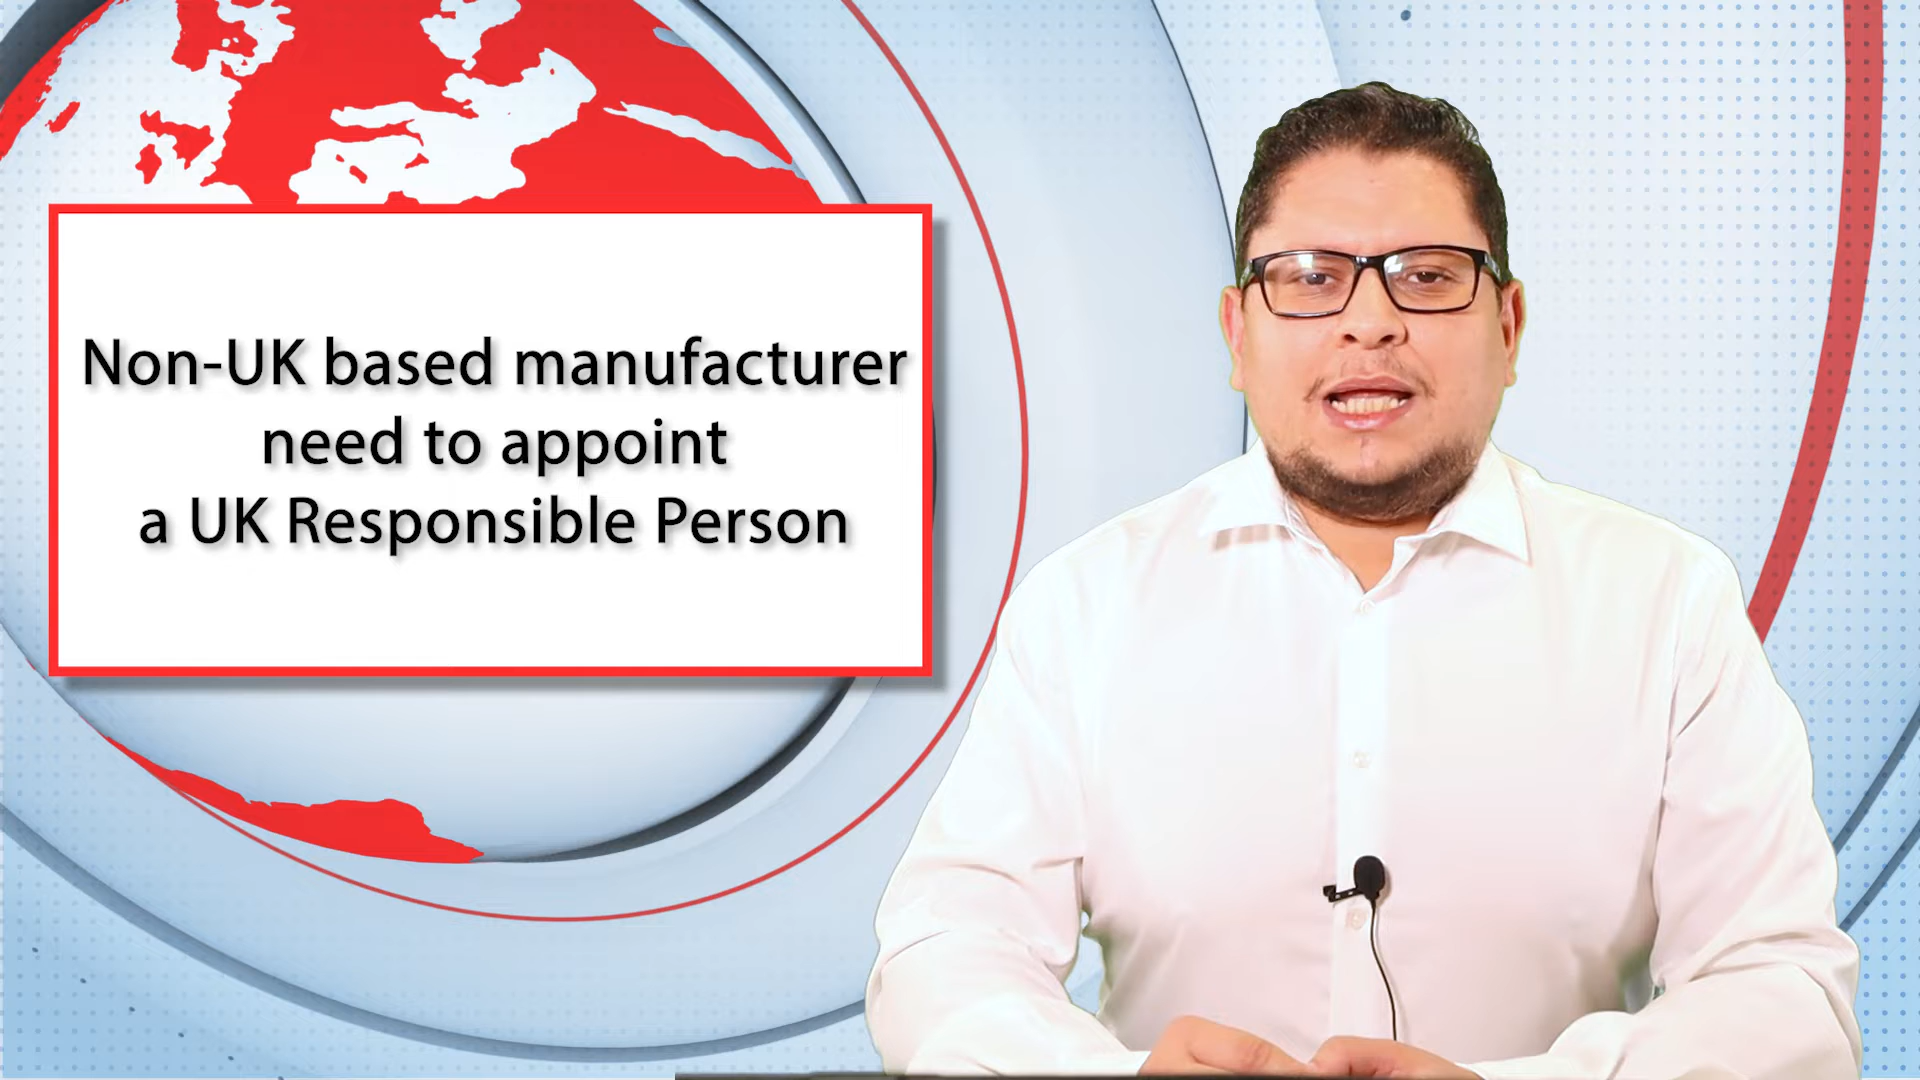 Non-UK based manufacturer
need to appoint
a UK Responsible Person